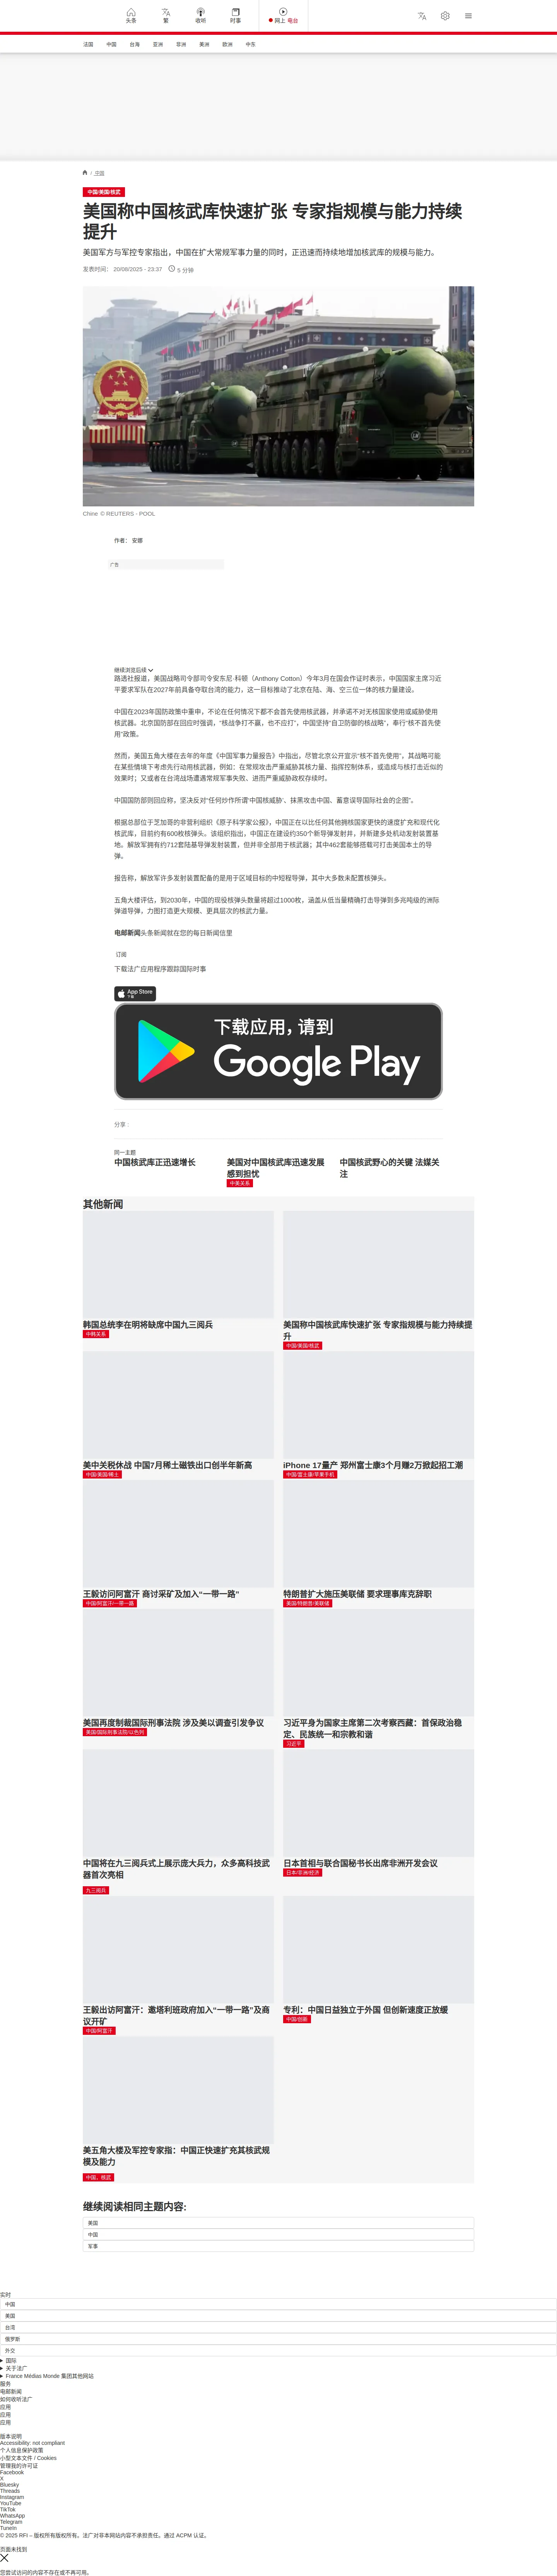 头条
繁
收听
时事
网上 电台
法国
中国
台海
亚洲
非洲
美洲
欧洲
中东
/ 中国
中国/美国/核武
美国称中国核武库快速扩张 专家指规模与能力持续
提升
美国军方与军控专家指出，中国在扩大常规军事力量的同时，正迅速而持续地增加核武库的规模与能力。
发表时间： 20/08/2025 - 23:37
5 分钟
Chine © REUTERS - POOL
作者： 安娜
广告
继续浏览后续
路透社报道，美国战略司令部司令安东尼·科顿（Anthony Cotton）今年3月在国会作证时表示，中国国家主席习近
平要求军队在2027年前具备夺取台湾的能力，这一目标推动了北京在陆、海、空三位一体的核力量建设。
中国在2023年国防政策中重申，不论在任何情况下都不会首先使用核武器，并承诺不对无核国家使用或威胁使用
核武器。北京国防部在回应时强调，“核战争打不赢，也不应打”，中国坚持“自卫防御的核战略”，奉行“核不首先使
用”政策。
然而，美国五角大楼在去年的年度《中国军事力量报告》中指出，尽管北京公开宣示“核不首先使用”，其战略可能
在某些情境下考虑先行动用核武器，例如：在常规攻击严重威胁其核力量、指挥控制体系，或造成与核打击近似的
效果时；又或者在台湾战场遭遇常规军事失败、进而严重威胁政权存续时。
中国国防部则回应称，坚决反对“任何炒作所谓‘中国核威胁’、抹黑攻击中国、蓄意误导国际社会的企图”。
根据总部位于芝加哥的非营利组织《原子科学家公报》，中国正在以比任何其他拥核国家更快的速度扩充和现代化
核武库，目前约有600枚核弹头。该组织指出，中国正在建设约350个新导弹发射井，并新建多处机动发射装置基
地。解放军拥有约712套陆基导弹发射装置，但并非全部用于核武器；其中462套能够搭载可打击美国本土的导
弹。
报告称，解放军许多发射装置配备的是用于区域目标的中短程导弹，其中大多数未配置核弹头。
五角大楼评估，到2030年，中国的现役核弹头数量将超过1000枚，涵盖从低当量精确打击导弹到多兆吨级的洲际
弹道导弹，力图打造更大规模、更具层次的核武力量。
电邮新闻头条新闻就在您的每日新闻信里
订阅
下载法广应用程序跟踪国际时事
App Store
下载
下载应用，请到
Google Play
分享 :
同一主题
中国核武库正迅速增长
美国对中国核武库迅速发展
感到担忧
中美关系
中国核武野心的关键 法媒关
注
其他新闻
韩国总统李在明将缺席中国九三阅兵
中韩关系
美国称中国核武库快速扩张 专家指规模与能力持续提
升
中国/美国/核武
美中关税休战 中国7月稀土磁铁出口创半年新高
中国/美国/稀土
iPhone 17量产 郑州富士康3个月赚2万掀起招工潮
中国/富士康/苹果手机
王毅访问阿富汗 商讨采矿及加入“一带一路”
中国/阿富汗/一带一路
特朗普扩大施压美联储 要求理事库克辞职
美国/特朗普/美联储
美国再度制裁国际刑事法院 涉及美以调查引发争议
美国/国际刑事法院/以色列
习近平身为国家主席第二次考察西藏：首保政治稳
定、民族统一和宗教和谐
习近平
中国将在九三阅兵式上展示庞大兵力，众多高科技武
器首次亮相
九三阅兵
日本首相与联合国秘书长出席非洲开发会议
日本/非洲/经济
王毅出访阿富汗：邀塔利班政府加入“一带一路”及商
议开矿
中国/阿富汗
专利：中国日益独立于外国 但创新速度正放缓
中国/创新
美五角大楼及军控专家指：中国正快速扩充其核武规
模及能力
中国、核武
继续阅读相同主题内容:
美国
中国
军事
实时
中国
美国
台湾
俄罗斯
外交
国际
关于法广
France Médias Monde 集团其他网站
服务
电邮新闻
如何收听法广
应用
应用
应用
版本说明
Accessibility: not compliant
个人信息保护政策
小型文本文件 / Cookies
管理我的许可证
Facebook
X
Bluesky
Threads
Instagram
YouTube
TikTok
WhatsApp
Telegram
TuneIn
© 2025 RFI – 版权所有版权所有。法广对非本网站内容不承担责任。通过 ACPM 认证。
页面未找到
您尝试访问的内容不存在或不再可用。